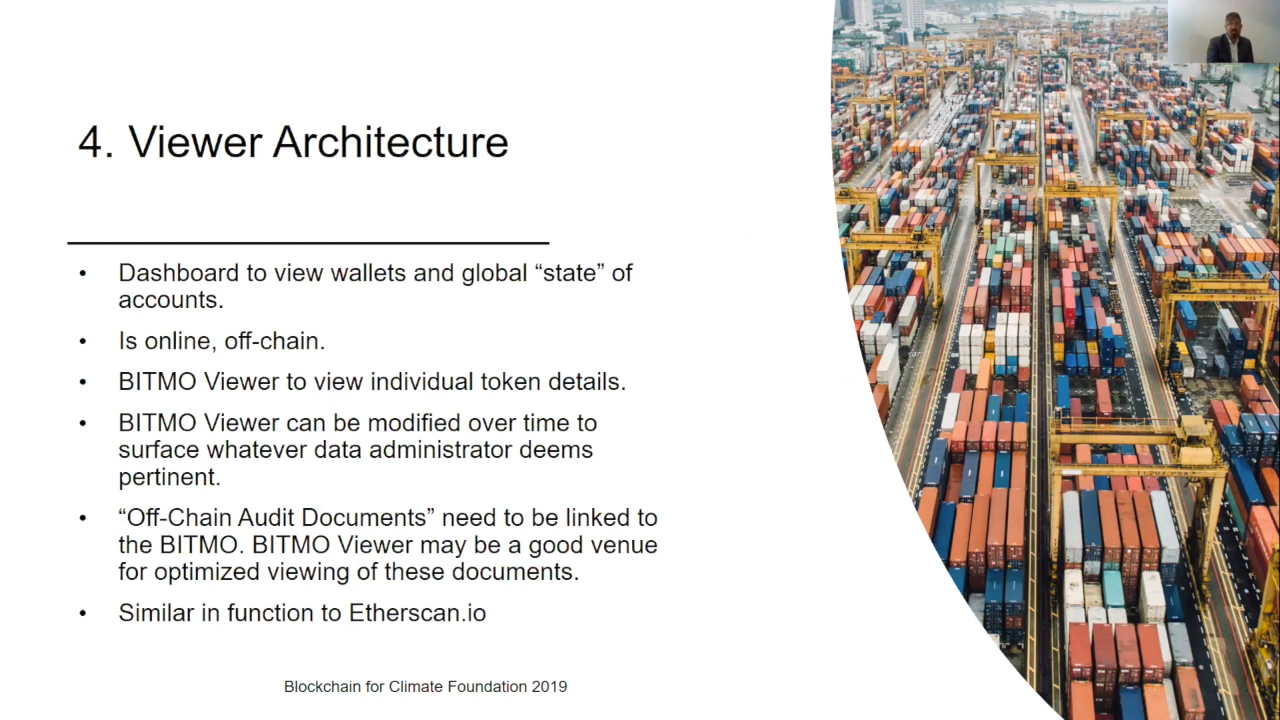 4. Viewer Architecture
• Dashboard to view wallets and global “state” of
accounts.
• Is online, off-chain.
• BITMO Viewer to view individual token details.
• BITMO Viewer can be modified over time to
surface whatever data administrator deems
pertinent.
• “Off-Chain Audit Documents” need to be linked to
the BITMO. BITMO Viewer may be a good venue
for optimized viewing of these documents.
• Similar in function to Etherscan.io
Blockchain for Climate Foundation 2019